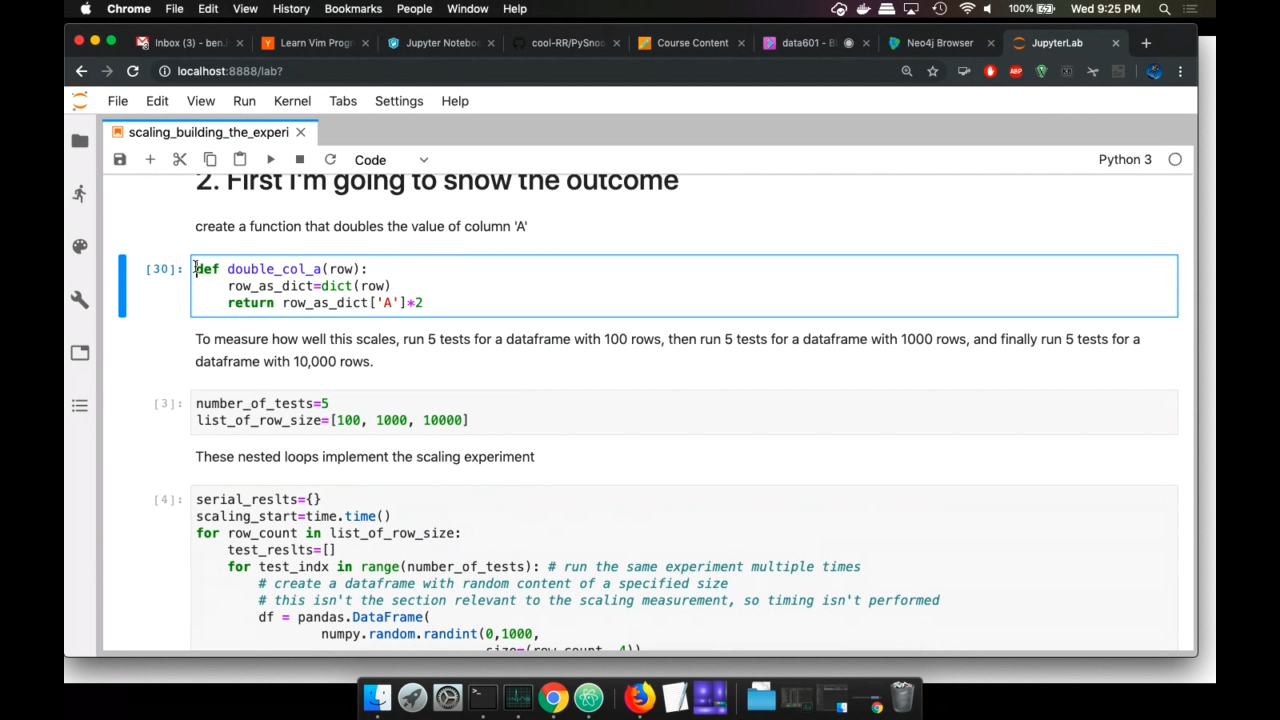 Chrome File Edit View History Bookmarks People Window Help 100% Wed 9:25 PM
Inbox (3) - ben. Learn Vim Prog Jupyter Notebo cool-RR/PySnoo Course Content data601 - B Neo4j Browser JupyterLab
localhost:8888/lab?
File Edit View Run Kernel Tabs Settings Help
scaling_building_the_experi
Code Python 3
2. First I'm going to show the outcome
create a function that doubles the value of column 'A'
[30]: def double_col_a(row):
row_as_dict=dict(row)
return row_as_dict['A']*2
To measure how well this scales, run 5 tests for a dataframe with 100 rows, then run 5 tests for a dataframe with 1000 rows, and finally run 5 tests for a
dataframe with 10,000 rows.
[3]: number_of_tests=5
list_of_row_size=[100, 1000, 10000]
These nested loops implement the scaling experiment
[4]: serial_reslts={}
scaling_start=time.time()
for row_count in list_of_row_size:
test_reslts=[]
for test_indx in range(number_of_tests): # run the same experiment multiple times
# create a dataframe with random content of a specified size
# this isn't the section relevant to the scaling measurement, so timing isn't performed
df = pandas.DataFrame(
numpy.random.randint(0,1000,
size=(row_count, 4))